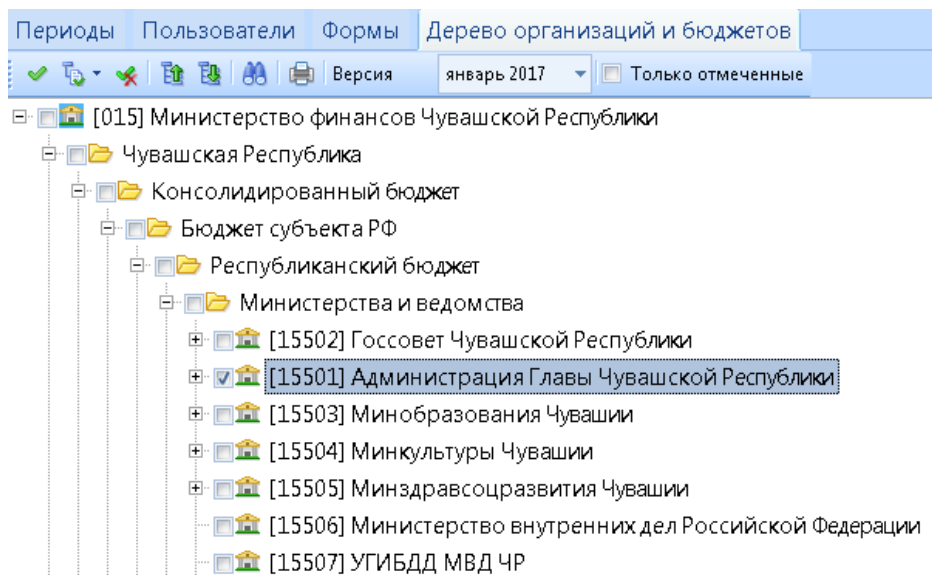 Периоды Пользователи Формы Дерево организаций и бюджетов
Версия январь 2017 Только отмеченные
[015] Министерство финансов Чувашской Республики
Чувашская Республика
Консолидированный бюджет
Бюджет субъекта РФ
Республиканский бюджет
Министерства и ведомства
[15502] Госсовет Чувашской Республики
[15501] Администрация Главы Чувашской Республики
[15503] Минобразования Чувашии
[15504] Минкультуры Чувашии
[15505] Минздравсоцразвития Чувашии
[15506] Министерство внутренних дел Российской Федерации
[15507] УГИБДД МВД ЧР